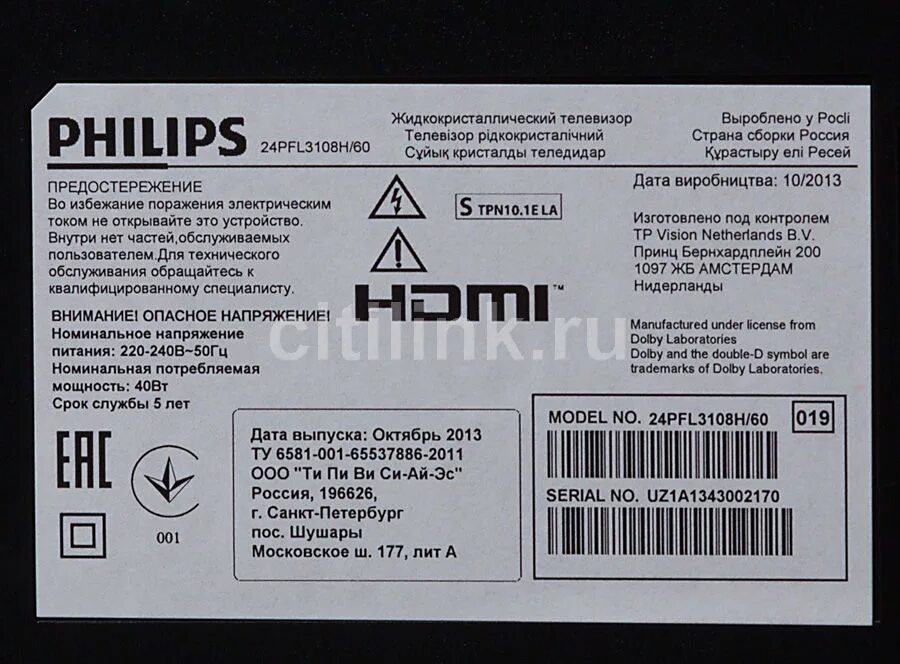 PHILIPS 24PFL3108H/60
Жидкокристаллический телевизор
Телевізор рідкокристалічний
Сұйық кристалды теледидар
Вироблено у Росії
Страна сборки Россия
Құрастыру елі Ресей
ПРЕДОСТЕРЕЖЕНИЕ
Во избежание поражения электрическим
током не открывайте это устройство.
Внутри нет частей,обслуживаемых
пользователем.Для технического
обслуживания обращайтесь к
квалифицированному специалисту.
ВНИМАНИЕ! ОПАСНОЕ НАПРЯЖЕНИЕ!
Номинальное напряжение
питания: 220-240В~50Гц
Номинальная потребляемая
мощность: 40Вт
Срок службы 5 лет
S TPN10.1E LA
HDMI™
Дата виробництва: 10/2013
Изготовлено под контролем
TP Vision Netherlands B.V.
Принц Бернхардплейн 200
1097 ЖБ АМСТЕРДАМ
Нидерланды
Manufactured under license from
Dolby Laboratories
Dolby and the double-D symbol are
trademarks of Dolby Laboratories.
citilink.ru
EAC
001
Дата выпуска: Октябрь 2013
ТУ 6581-001-65537886-2011
ООО "Ти Пи Ви Си-Ай-Эс"
Россия, 196626,
г. Санкт-Петербург
пос. Шушары
Московское ш. 177, лит А
MODEL NO. 24PFL3108H/60 019
SERIAL NO. UZ1A1343002170